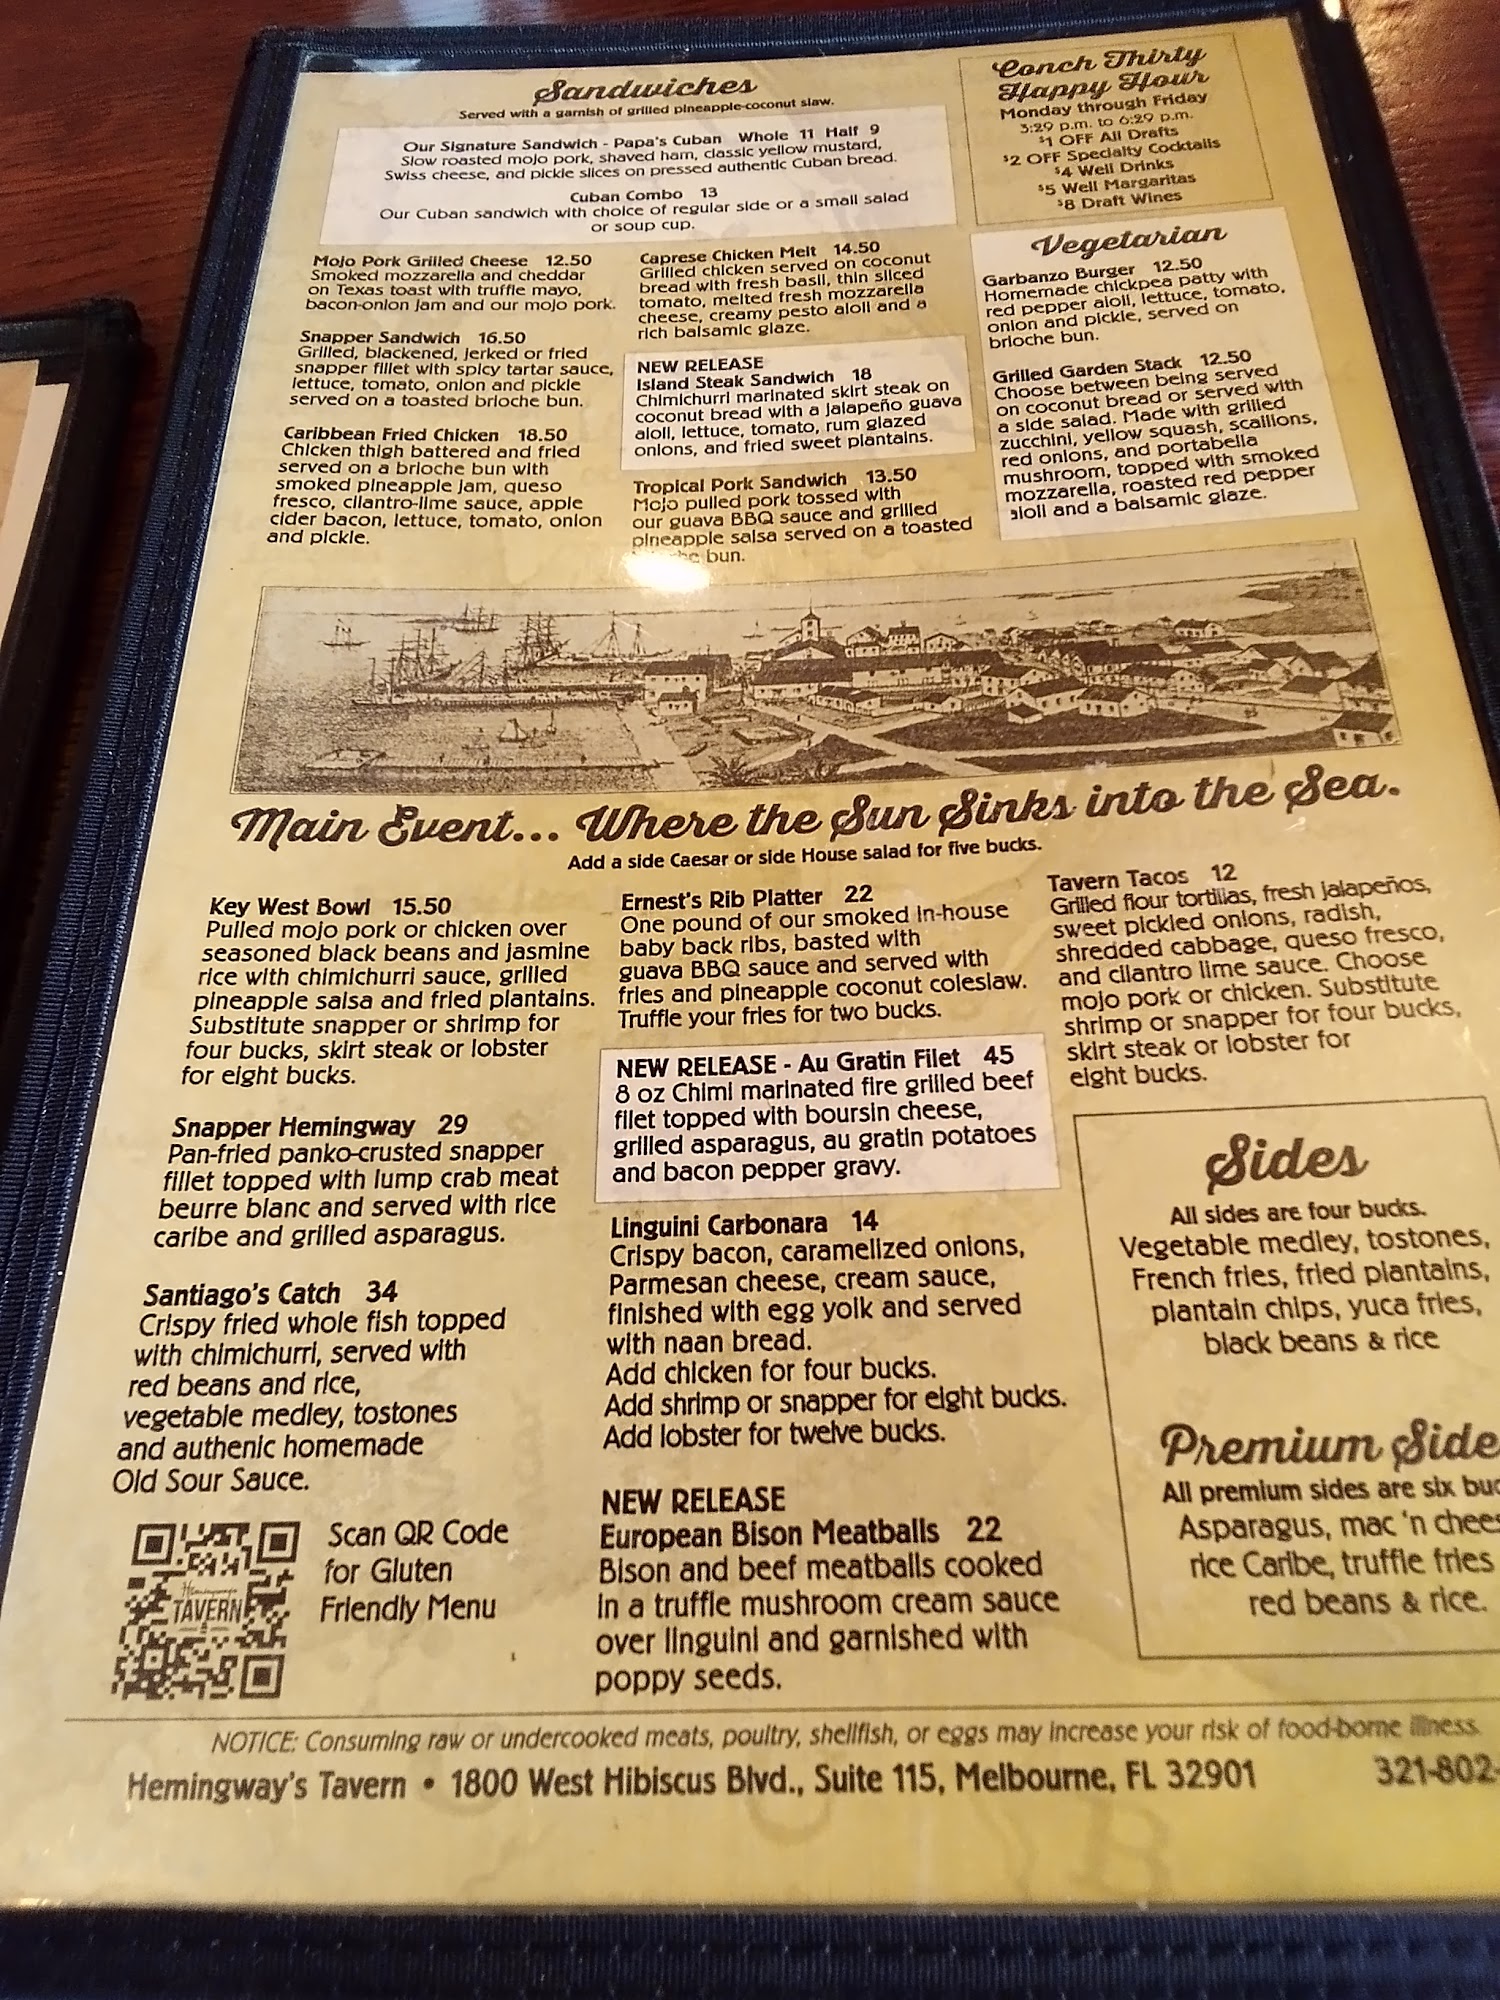 Sandwiches
Served with a garnish of grilled pineapple-coconut slaw.
Our Signature Sandwich - Papa's Cuban Whole 11 Half 9
Slow roasted mojo pork, shaved ham, classic yellow mustard,
Swiss cheese, and pickle slices on pressed authentic Cuban bread.
Cuban Combo 13
Our Cuban sandwich with choice of regular side or a small salad
or soup cup.
Mojo Pork Grilled Cheese 12.50
Smoked mozzarella and cheddar
on Texas toast with truffle mayo,
bacon-onion jam and our mojo pork.
Snapper Sandwich 16.50
Grilled, blackened, jerked or fried
snapper fillet with spicy tartar sauce,
lettuce, tomato, onion and pickle
served on a toasted brioche bun.
Caribbean Fried Chicken 18.50
Chicken thigh battered and fried
served on a brioche bun with
smoked pineapple jam, queso
fresco, cilantro-lime sauce, apple
cider bacon, lettuce, tomato, onion
and pickle.
Caprese Chicken Melt 14.50
Grilled chicken served on coconut
bread with fresh basil, thin sliced
tomato, melted fresh mozzarella
cheese, creamy pesto aioli and a
rich balsamic glaze.
NEW RELEASE
Island Steak Sandwich 18
Chimichurri marinated skirt steak on
coconut bread with a jalapeño guava
aioli, lettuce, tomato, rum glazed
onions, and fried sweet plantains.
Tropical Pork Sandwich 13.50
Mojo pulled pork tossed with
our guava BBQ sauce and grilled
pineapple salsa served on a toasted
bun.
Conch Thirty
Happy Hour
Monday through Friday
3:29 p.m. to 6:29 p.m.
$1 OFF All Drafts
$2 OFF Specialty Cocktails
$4 Well Drinks
$5 Well Margaritas
$8 Draft Wines
Vegetarian
Garbanzo Burger 12.50
Homemade chickpea patty with
red pepper aioli, lettuce, tomato,
onion and pickle, served on
brioche bun.
Grilled Garden Stack 12.50
Choose between being served
on coconut bread or served with
a side salad. Made with grilled
zucchini, yellow squash, scallions,
red onions, and portabella
mushroom, topped with smoked
mozzarella, roasted red pepper
aioli and a balsamic glaze.
Main Event... Where the Sun Sinks into the Sea.
Add a side Caesar or side House salad for five bucks.
Key West Bowl 15.50
Pulled mojo pork or chicken over
seasoned black beans and jasmine
rice with chimichurri sauce, grilled
pineapple salsa and fried plantains.
Substitute snapper or shrimp for
four bucks, skirt steak or lobster
for eight bucks.
Snapper Hemingway 29
Pan-fried panko-crusted snapper
fillet topped with lump crab meat
beurre blanc and served with rice
caribe and grilled asparagus.
Santiago's Catch 34
Crispy fried whole fish topped
with chimichurri, served with
red beans and rice,
vegetable medley, tostones
and authenic homemade
Old Sour Sauce.
Scan QR Code
for Gluten
Friendly Menu
Hemingway's
TAVERN
Ernest's Rib Platter 22
One pound of our smoked in-house
baby back ribs, basted with
guava BBQ sauce and served with
fries and pineapple coconut coleslaw.
Truffle your fries for two bucks.
NEW RELEASE - Au Gratin Filet 45
8 oz Chimi marinated fire grilled beef
filet topped with boursin cheese,
grilled asparagus, au gratin potatoes
and bacon pepper gravy.
Linguini Carbonara 14
Crispy bacon, caramelized onions,
Parmesan cheese, cream sauce,
finished with egg yolk and served
with naan bread.
Add chicken for four bucks.
Add shrimp or snapper for eight bucks.
Add lobster for twelve bucks.
NEW RELEASE
European Bison Meatballs 22
Bison and beef meatballs cooked
in a truffle mushroom cream sauce
over linguini and garnished with
poppy seeds.
Tavern Tacos 12
Grilled flour tortillas, fresh jalapeños,
sweet pickled onions, radish,
shredded cabbage, queso fresco,
and cilantro lime sauce. Choose
mojo pork or chicken. Substitute
shrimp or snapper for four bucks,
skirt steak or lobster for
eight bucks.
Sides
All sides are four bucks.
Vegetable medley, tostones,
French fries, fried plantains,
plantain chips, yuca fries,
black beans & rice
Premium Side
All premium sides are six buc
Asparagus, mac 'n chees
rice Caribe, truffle fries
red beans & rice.
NOTICE: Consuming raw or undercooked meats, poultry, shellfish, or eggs may increase your risk of food-borne illness.
Hemingway's Tavern • 1800 West Hibiscus Blvd., Suite 115, Melbourne, FL 32901 321-802-